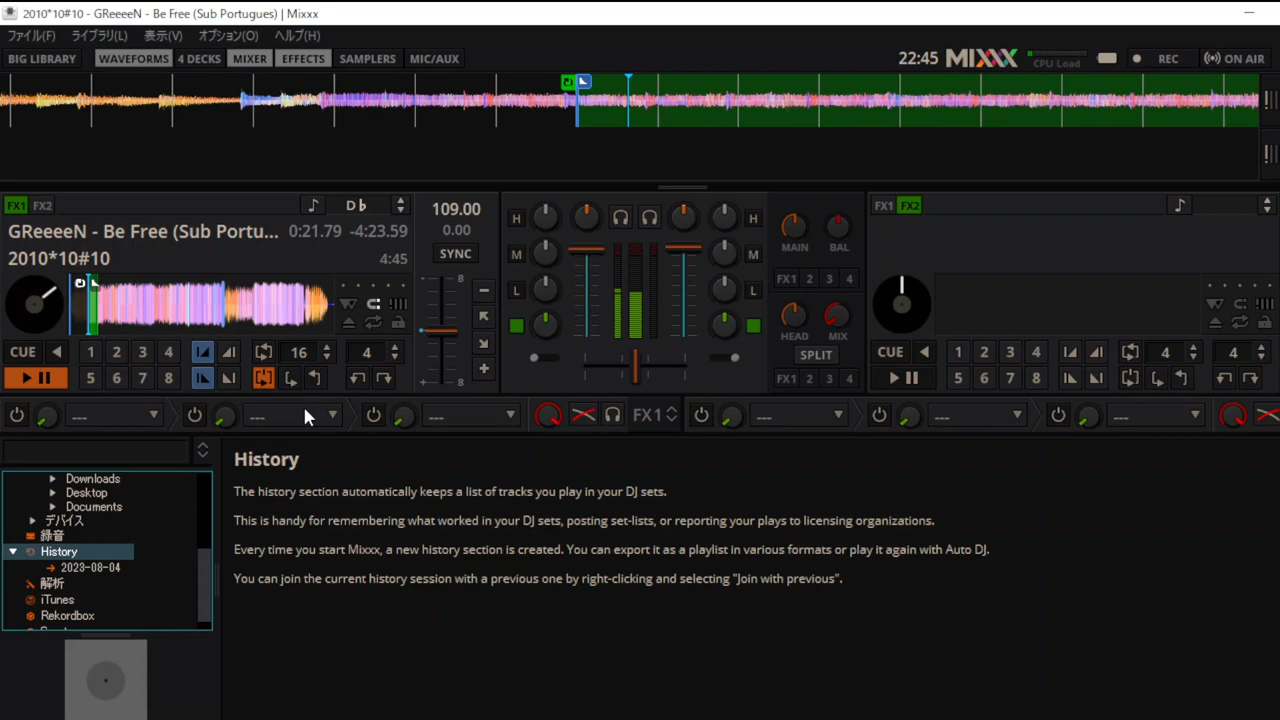 2010*10#10 - GReeeeN - Be Free (Sub Portugues) | Mixxx
ファイル(F) ライブラリ(L) 表示(V) オプション(O) ヘルプ(H)
BIG LIBRARY WAVEFORMS 4 DECKS MIXER EFFECTS SAMPLERS MIC/AUX 22:45 MIXXX CPU Load REC ON AIR
FX1 FX2 D♭ 109.00 FX1 FX2
0.00
GReeeeN - Be Free (Sub Portu... 0:21.79 -4:23.59
2010*10#10 4:45
SYNC
8
8
H H
M M
L L
MAIN BAL
FX1 2 3 4
HEAD MIX
SPLIT
FX1 2 3 4
CUE 1 2 3 4 16 4
5 6 7 8
CUE 1 2 3 4 4 4
5 6 7 8
--- --- --- FX1 --- --- ---
Downloads
Desktop
Documents
デバイス
録音
History
2023-08-04
解析
iTunes
Rekordbox
History
The history section automatically keeps a list of tracks you play in your DJ sets.
This is handy for remembering what worked in your DJ sets, posting set-lists, or reporting your plays to licensing organizations.
Every time you start Mixxx, a new history section is created. You can export it as a playlist in various formats or play it again with Auto DJ.
You can join the current history session with a previous one by right-clicking and selecting "Join with previous".